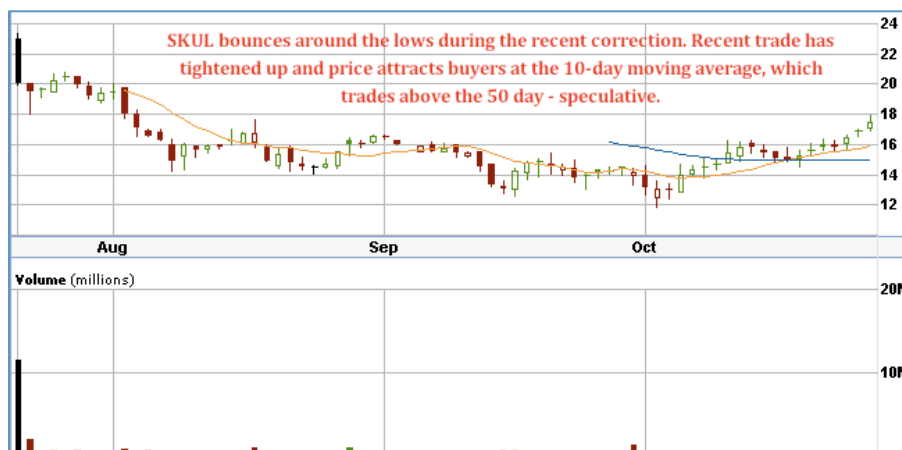 24
SKUL bounces around the lows during the recent correction. Recent trade has
22
tightened up and price attracts buyers at the 10-day moving average, which
20
trades above the 50 day - speculative.
18
16
14
12
Aug Sep Oct
Volume (millions)
20M
10M